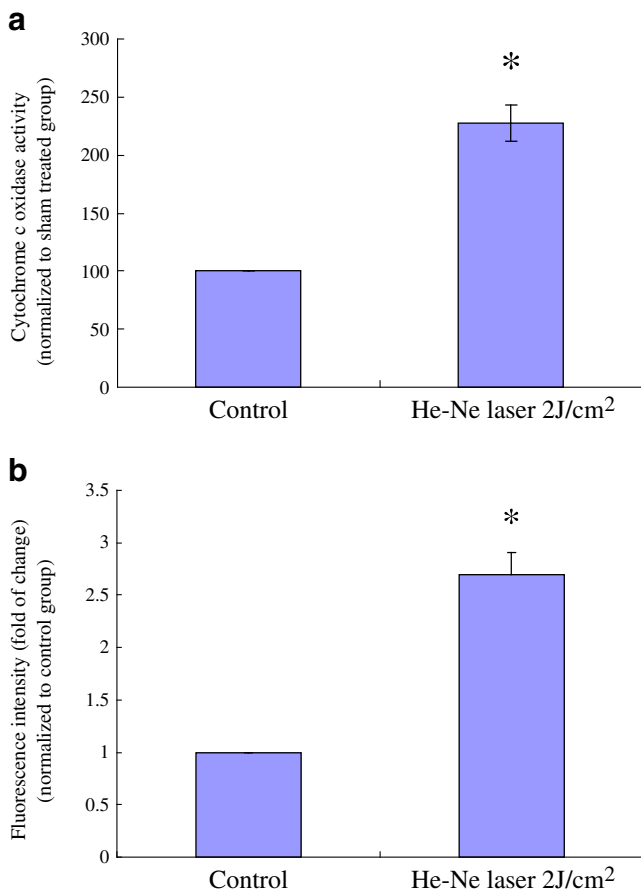 a
Cytochrome c oxidase activity
(normalized to sham treated group)
300
250
200
150
100
50
0
*
Control
He-Ne laser 2J/cm²
b
Fluorescence intensity (fold of change)
(normalized to control group)
3.5
3
2.5
2
1.5
1
0.5
0
*
Control
He-Ne laser 2J/cm²